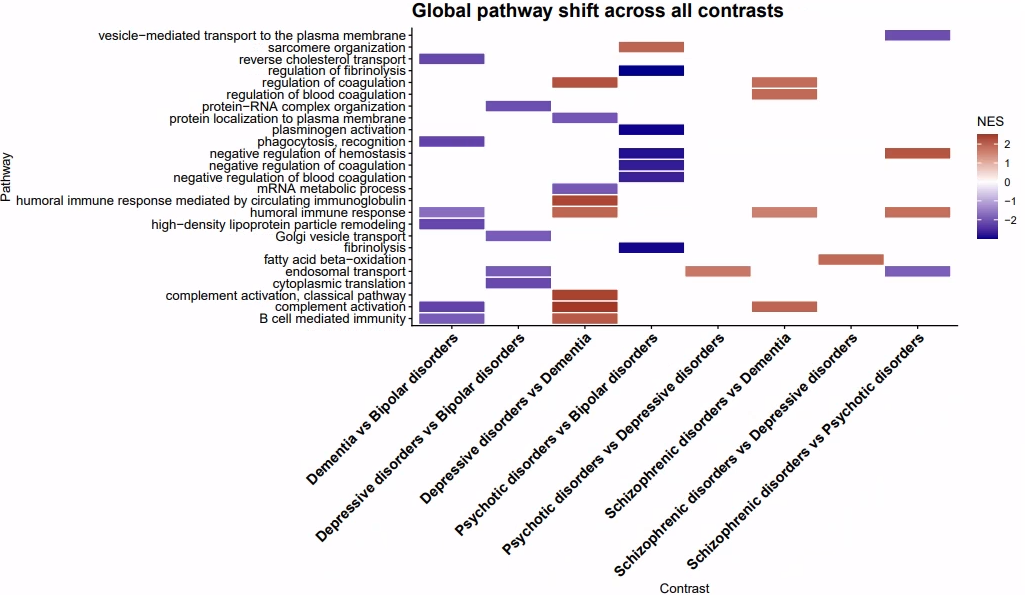 Global pathway shift across all contrasts
Pathway
vesicle−mediated transport to the plasma membrane
sarcomere organization
reverse cholesterol transport
regulation of fibrinolysis
regulation of coagulation
regulation of blood coagulation
protein−RNA complex organization
protein localization to plasma membrane
plasminogen activation
phagocytosis, recognition
negative regulation of hemostasis
negative regulation of coagulation
negative regulation of blood coagulation
mRNA metabolic process
humoral immune response mediated by circulating immunoglobulin
humoral immune response
high−density lipoprotein particle remodeling
Golgi vesicle transport
fibrinolysis
fatty acid beta−oxidation
endosomal transport
cytoplasmic translation
complement activation, classical pathway
complement activation
B cell mediated immunity
NES
2
1
0
−1
−2
Dementia vs Bipolar disorders
Depressive disorders vs Bipolar disorders
Depressive disorders vs Dementia
Psychotic disorders vs Bipolar disorders
Psychotic disorders vs Depressive disorders
Schizophrenic disorders vs Dementia
Schizophrenic disorders vs Depressive disorders
Schizophrenic disorders vs Psychotic disorders
Contrast